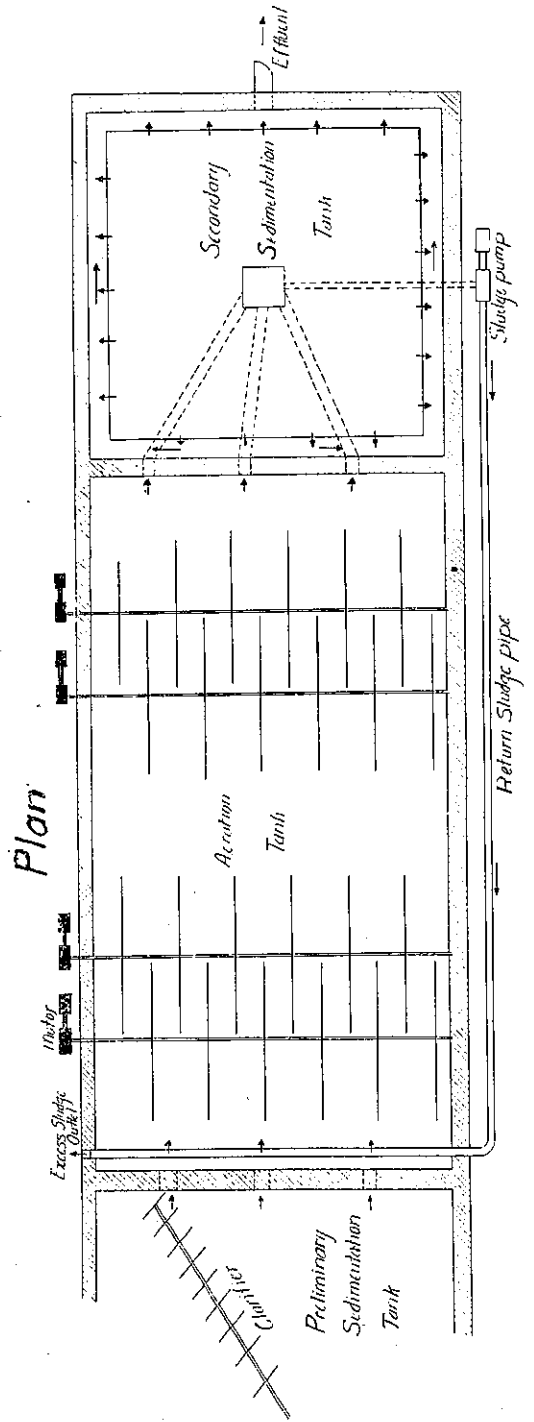 Plan
Excess Sludge
Outlet
Motor
Clarifier
Preliminary
Sedimentation
Tank
Aeration
Tank
Secondary
Sedimentation
Tank
Effluent
Sludge pump
Return Sludge pipe